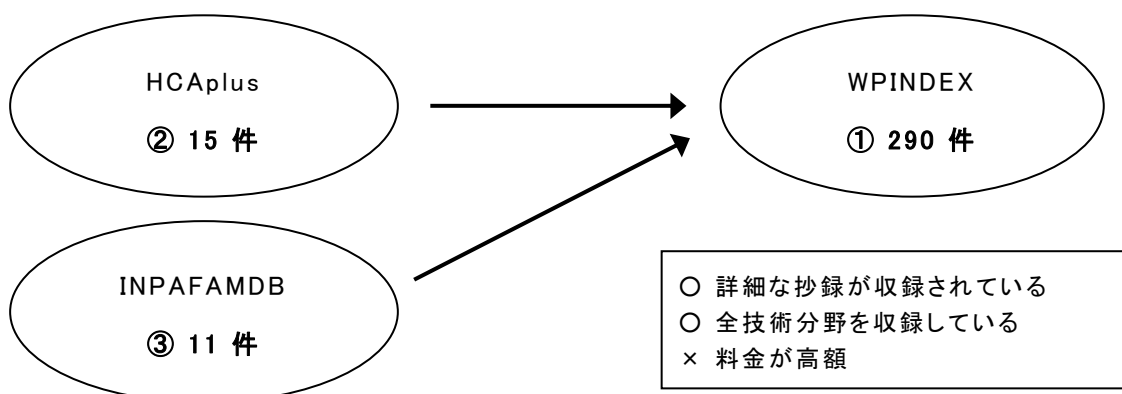 HCAplus
② 15 件
WPINDEX
① 290 件
INPAFAMDB
③ 11 件
○ 詳細な抄録が収録されている
○ 全技術分野を収録している
× 料金が高額